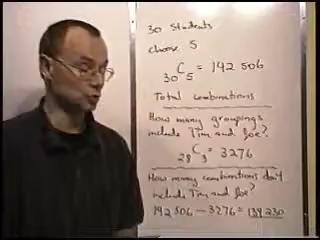 30 students
choose 5
30C5 = 142 506
Total combinations
How many groupings
include Tim and Joe?
28C3 = 3276
How many combinations don't
include Tim and Joe?
142 506 - 3276 = 139 230